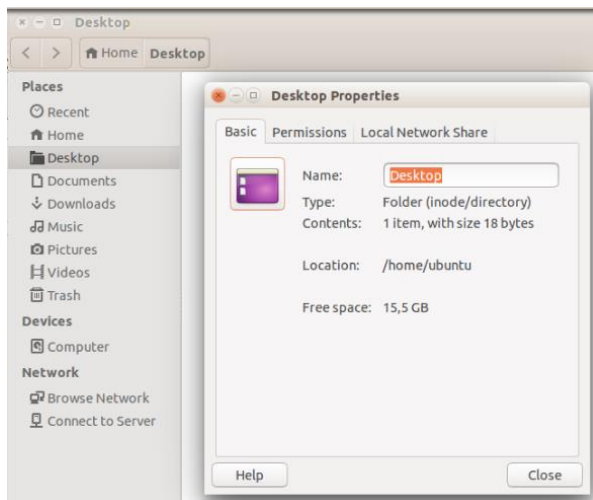 Desktop
Home Desktop
Places
Recent
Home
Desktop
Documents
Downloads
Music
Pictures
Videos
Trash
Devices
Computer
Network
Browse Network
Connect to Server
Desktop Properties
Basic Permissions Local Network Share
Name: Desktop
Type: Folder (inode/directory)
Contents: 1 item, with size 18 bytes
Location: /home/ubuntu
Free space: 15,5 GB
Help Close